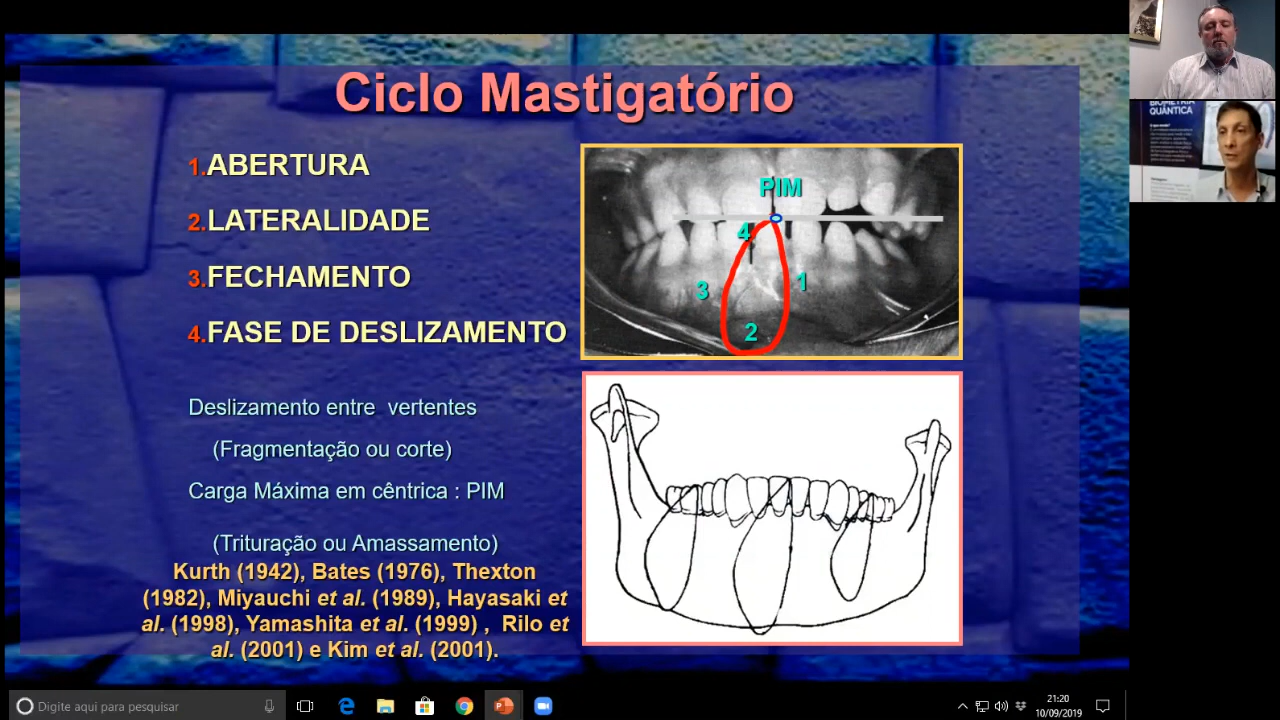 Ciclo Mastigatório
1.ABERTURA
2.LATERALIDADE
3.FECHAMENTO
4.FASE DE DESLIZAMENTO
Deslizamento entre vertentes
(Fragmentação ou corte)
Carga Máxima em cêntrica : PIM
(Trituração ou Amassamento)
Kurth (1942), Bates (1976), Thexton
(1982), Miyauchi et al. (1989), Hayasaki et
al. (1998), Yamashita et al. (1999) , Rilo et
al. (2001) e Kim et al. (2001).
PIM
4
3
1
2
BIOMETRIA
QUÂNTICA
Digite aqui para pesquisar
21:20
10/09/2019